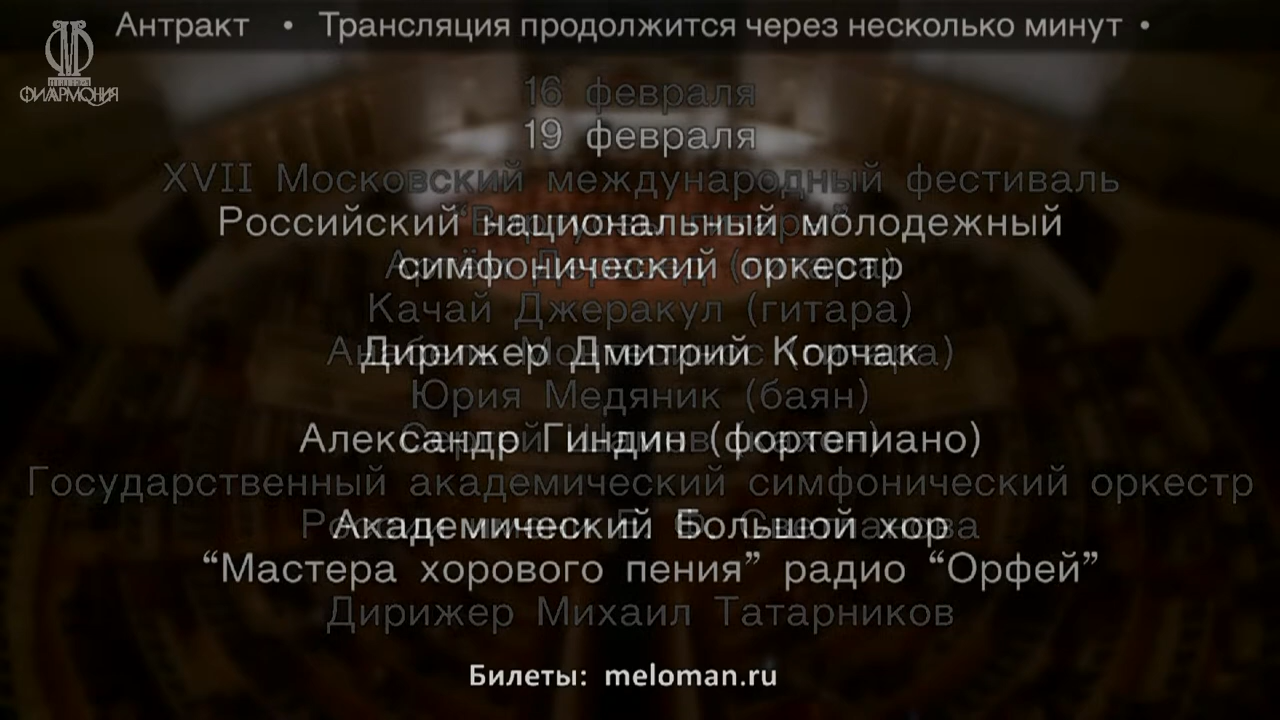 Антракт • Трансляция продолжится через несколько минут •
ФИЛАРМОНИЯ
16 февраля
19 февраля
XVII Московский международный фестиваль
Российский национальный молодежный
симфонический оркестр
Качай Джеракул (гитара)
Дирижер Дмитрий Корчак
Юрия Медяник (баян)
Александр Гиндин (фортепиано)
Государственный академический симфонический оркестр
Академический Большой хор
“Мастера хорового пения” радио “Орфей”
Дирижер Михаил Татарников
Билеты: meloman.ru